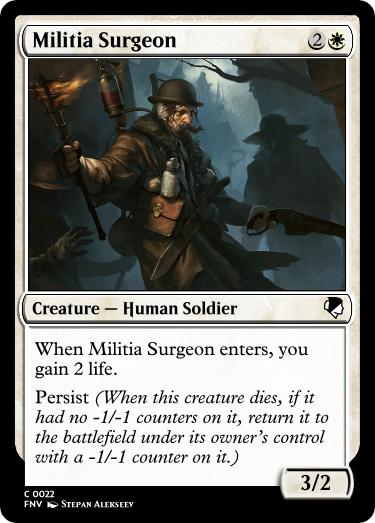 Militia Surgeon 2
Creature — Human Soldier
When Militia Surgeon enters, you
gain 2 life.
Persist (When this creature dies, if it
had no -1/-1 counters on it, return it to
the battlefield under its owner's control
with a -1/-1 counter on it.)
3/2
C 0022
FNV Stepan Alekseev